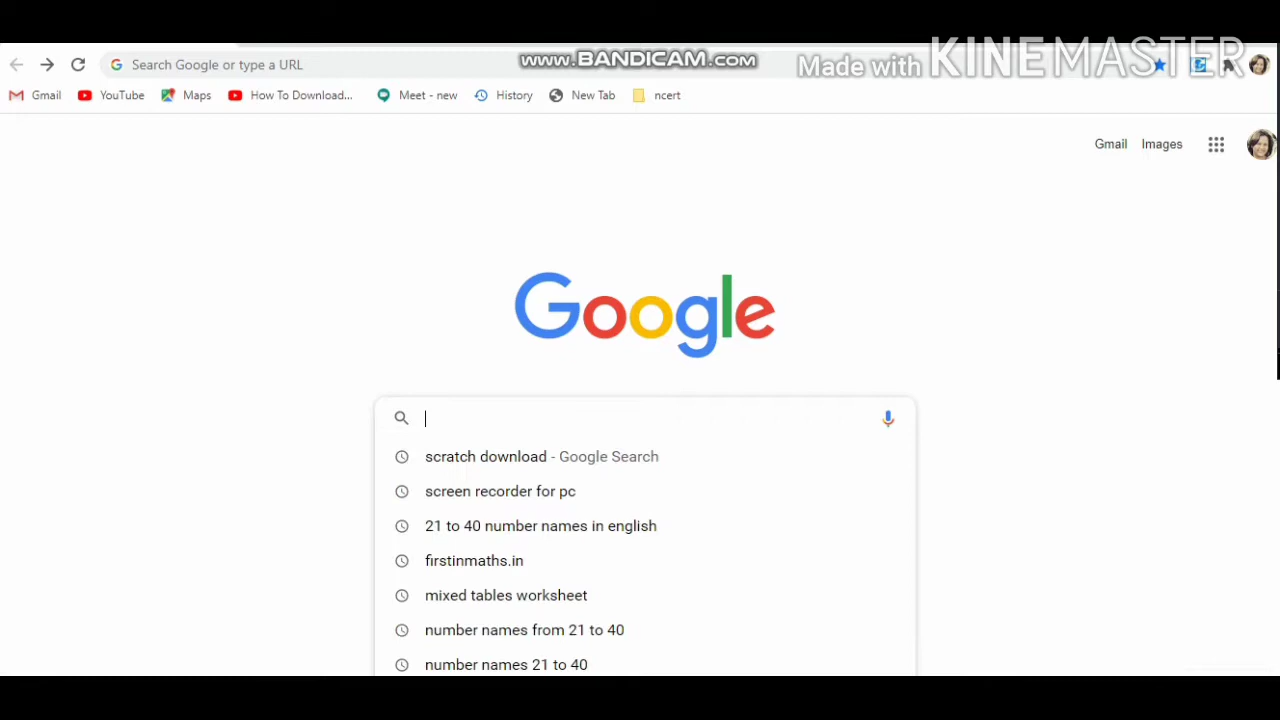 www.BANDICAM.com
Made with KINEMASTER
Search Google or type a URL
Gmail YouTube Maps How To Download... Meet - new History New Tab ncert
Gmail Images
Google
scratch download - Google Search
screen recorder for pc
21 to 40 number names in english
firstinmaths.in
mixed tables worksheet
number names from 21 to 40
number names 21 to 40